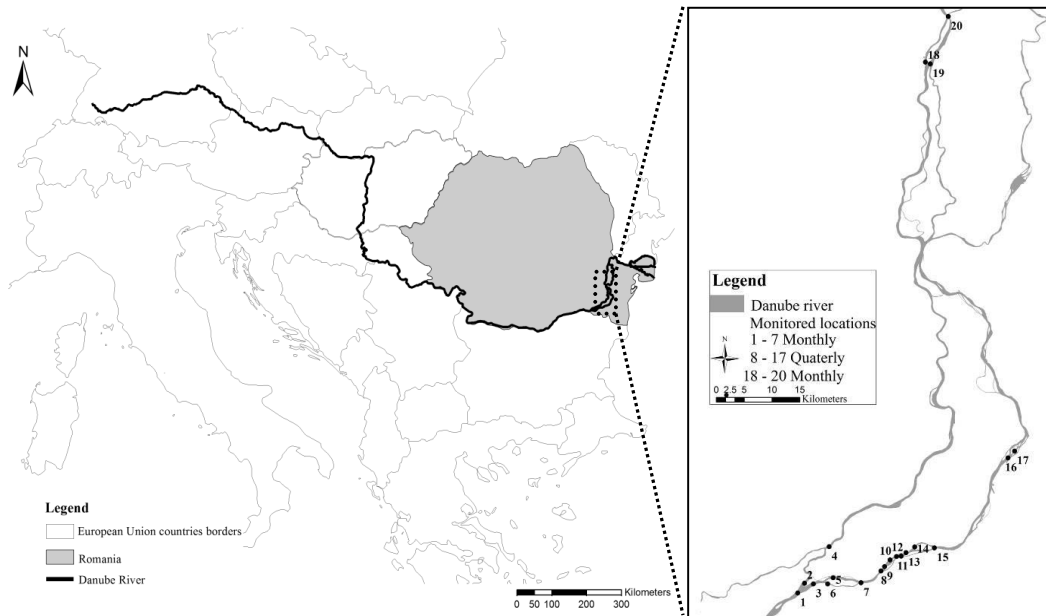 N
Legend
European Union countries borders
Romania
Danube River
0 50 100 200 300
Kilometers
20
18
19
Legend
Danube river
Monitored locations
1 - 7 Monthly
N
8 - 17 Quaterly
18 - 20 Monthly
0 2.5 5 10 15
Kilometers
17
16
4
12
10
14
15
11
13
9
8
2
5
3
6
7
1